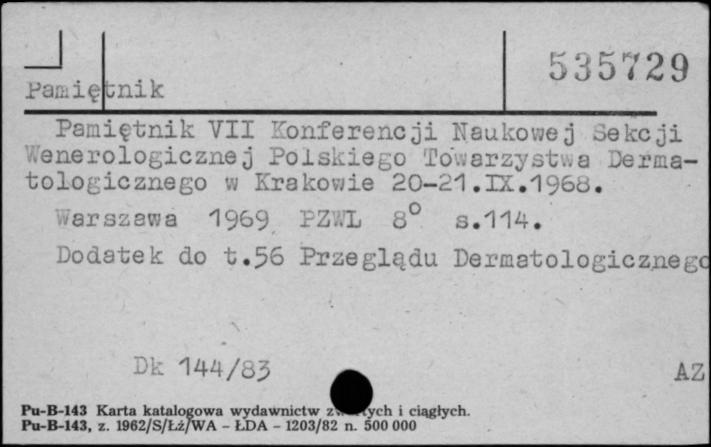 535729
Pamiętnik
Pamiętnik VII Konferencji Naukowej Sekcji
Wenerologicznej Polskiego Towarzystwa Derma-
tologicznego w Krakowie 20-21.IX.1968.
Warszawa 1969 PZWL 8° s.114.
Dodatek do t.56 Przeglądu Dermatologicznego
Dk 144/83 AZ
Pu-B-143 Karta katalogowa wydawnictw i ciągłych.
Pu-B-143, z. 1962/S/Łż/WA - ŁDA - 1203/82 n. 500 000